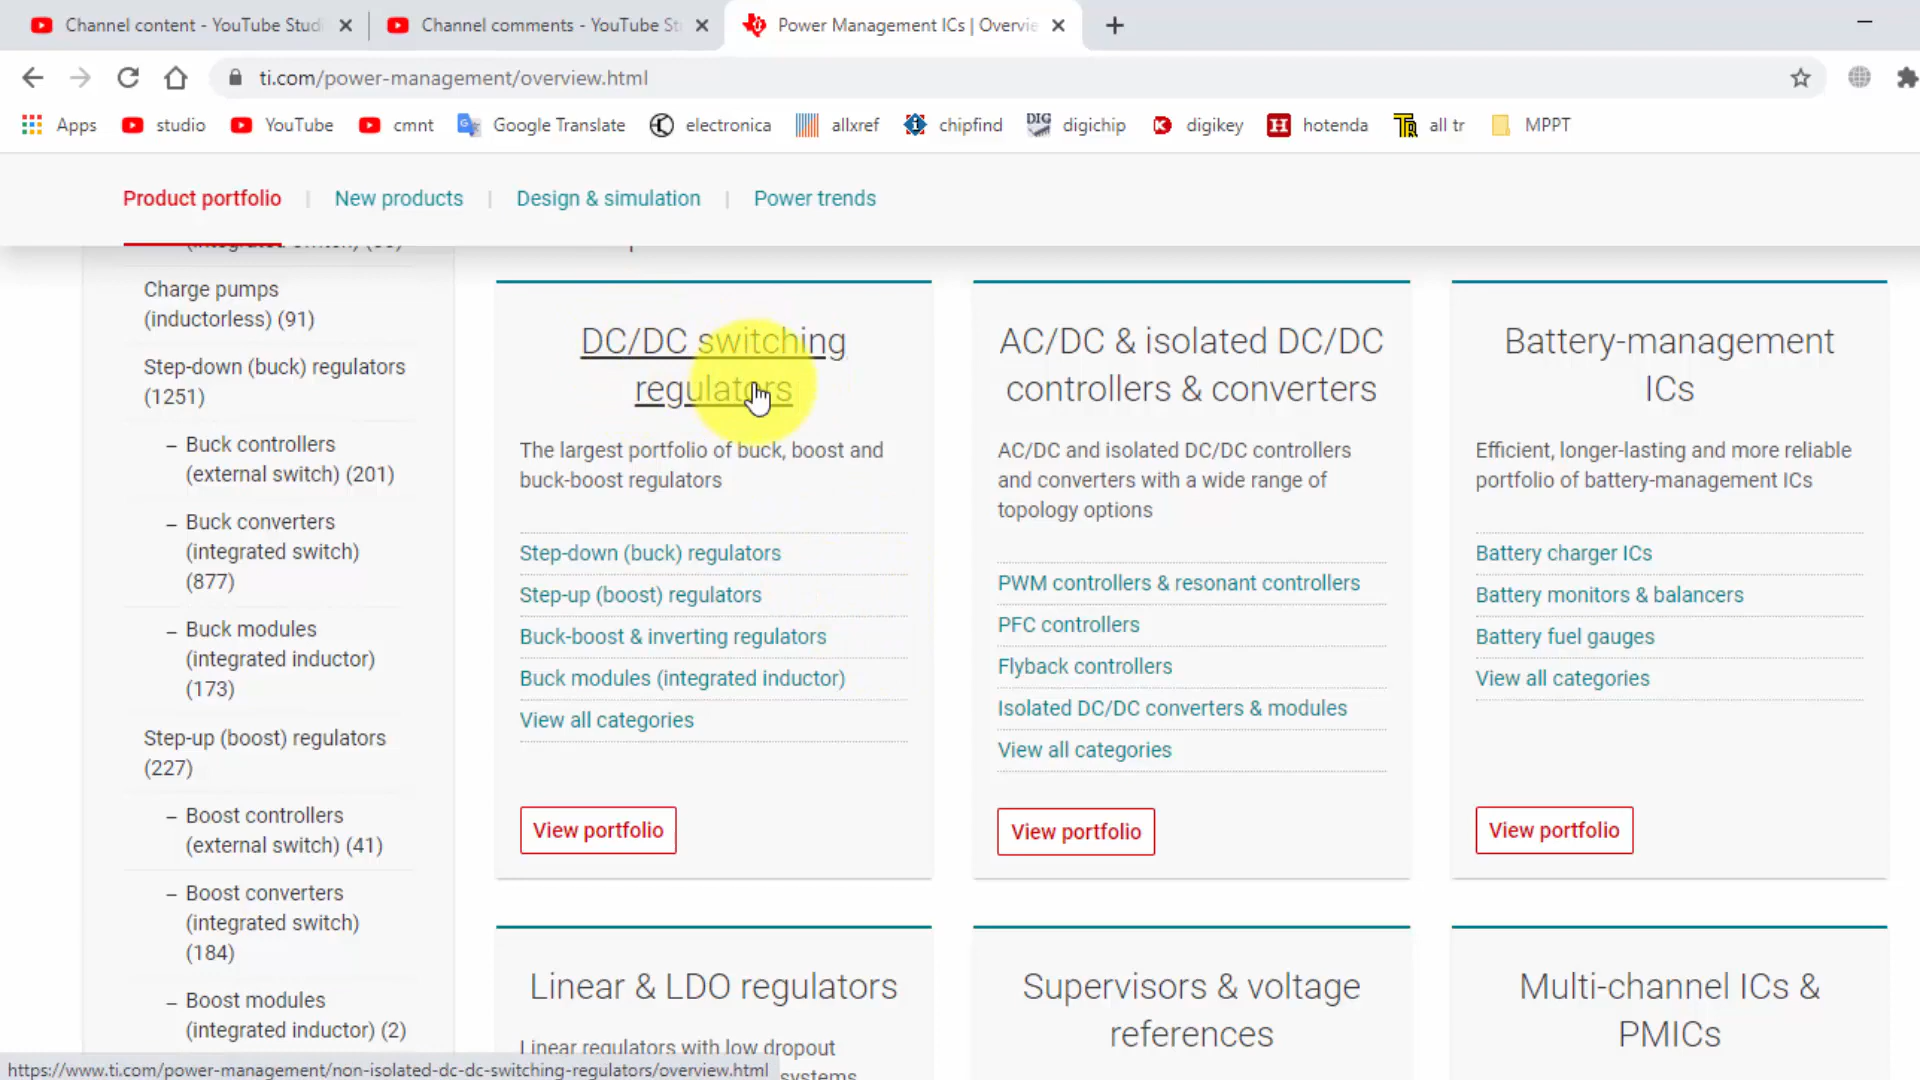 Channel content - YouTube Studi
Channel comments - YouTube St
Power Management ICs | Overvie
ti.com/power-management/overview.html
Apps
studio
YouTube
cmnt
Google Translate
electronica
allxref
chipfind
DIG
digichip
digikey
H
hotenda
all tr
MPPT
Product portfolio
New products
Design & simulation
Power trends
Charge pumps
(inductorless) (91)
Step-down (buck) regulators
(1251)
– Buck controllers
(external switch) (201)
– Buck converters
(integrated switch)
(877)
– Buck modules
(integrated inductor)
(173)
Step-up (boost) regulators
(227)
– Boost controllers
(external switch) (41)
– Boost converters
(integrated switch)
(184)
– Boost modules
(integrated inductor) (2)
DC/DC switching
regulators
The largest portfolio of buck, boost and
buck-boost regulators
Step-down (buck) regulators
Step-up (boost) regulators
Buck-boost & inverting regulators
Buck modules (integrated inductor)
View all categories
View portfolio
AC/DC & isolated DC/DC
controllers & converters
AC/DC and isolated DC/DC controllers
and converters with a wide range of
topology options
PWM controllers & resonant controllers
PFC controllers
Flyback controllers
Isolated DC/DC converters & modules
View all categories
View portfolio
Battery-management
ICs
Efficient, longer-lasting and more reliable
portfolio of battery-management ICs
Battery charger ICs
Battery monitors & balancers
Battery fuel gauges
View all categories
View portfolio
Linear & LDO regulators
Linear regulators with low dropout
systems
Supervisors & voltage
references
Multi-channel ICs &
PMICs
https://www.ti.com/power-management/non-isolated-dc-dc-switching-regulators/overview.html